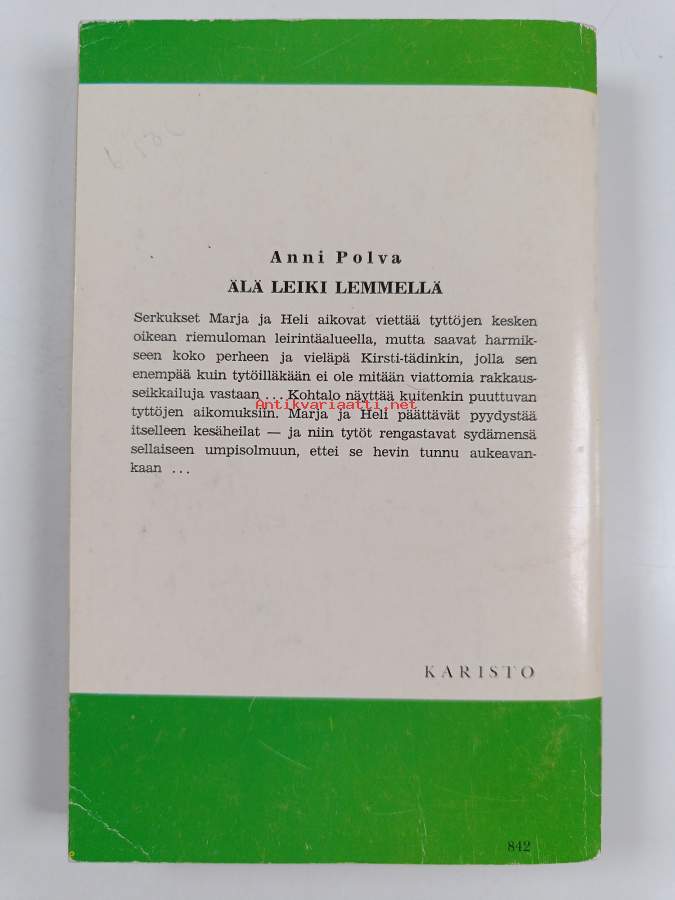 Anni Polva
ÄLÄ LEIKI LEMMELLÄ
Serkukset Marja ja Heli aikovat viettää tyttöjen kesken
oikean riemuloman leirintäalueella, mutta saavat harmik-
seen koko perheen ja vieläpä Kirsti-tädinkin, jolla sen
enempää kuin tytöilläkään ei ole mitään viattomia rakkaus-
seikkailuja vastaan ... Kohtalo näyttää kuitenkin puuttuvan
Antikvariaatti.net
tyttöjen aikomuksiin. Marja ja Heli päättävät pyydystää
itselleen kesäheilat — ja niin tytöt rengastavat sydämensä
sellaiseen umpisolmuun, ettei se hevin tunnu aukeavan-
kaan ...
KARISTO
842